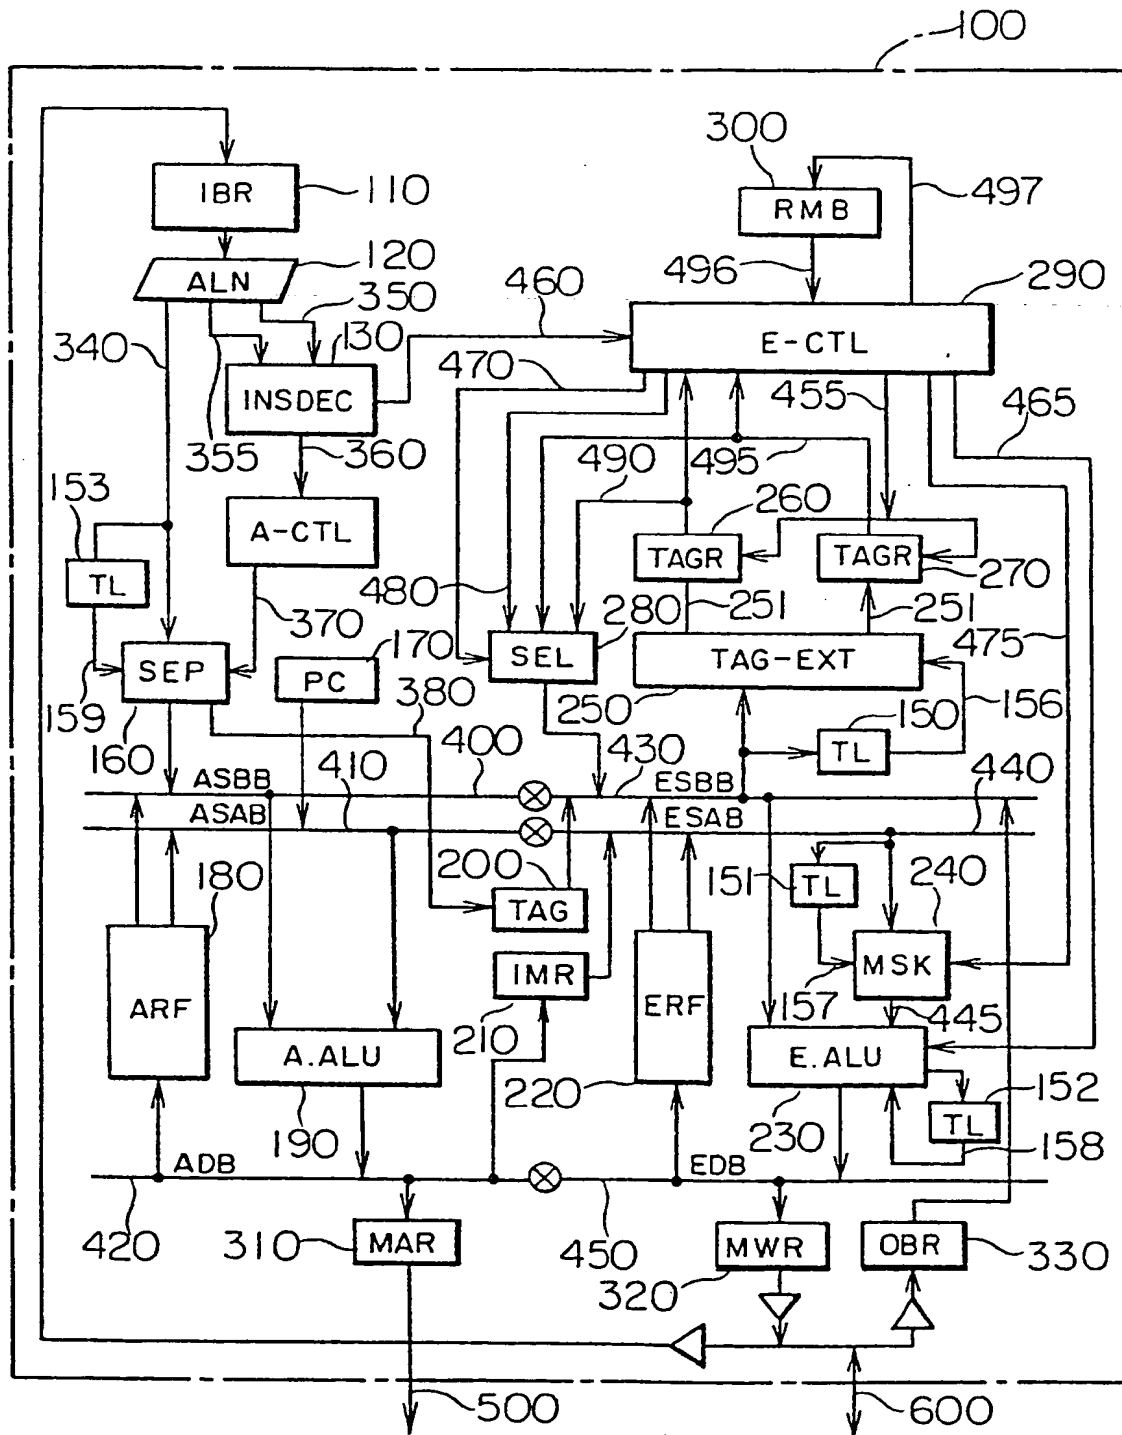 100
300
IBR
110
RMB
497
120
ALN
350
496
290
460
340
130
E-CTL
470
INSDEC
455
465
355
360
490
495
153
260
A-CTL
TAGR
TAGR
TL
480
270
370
280
251
251
475
SEP
170
SEL
TAG-EXT
PC
380
159
250
150
156
160
400
430
TL
410
440
ASBB
ESBB
ASAB
ESAB
200
151
TL
240
180
TAG
IMR
MSK
ARF
ERF
157
445
210
A.ALU
E.ALU
220
152
190
230
TL
158
ADB
EDB
420
310
MAR
450
MWR
OBR
330
320
500
600